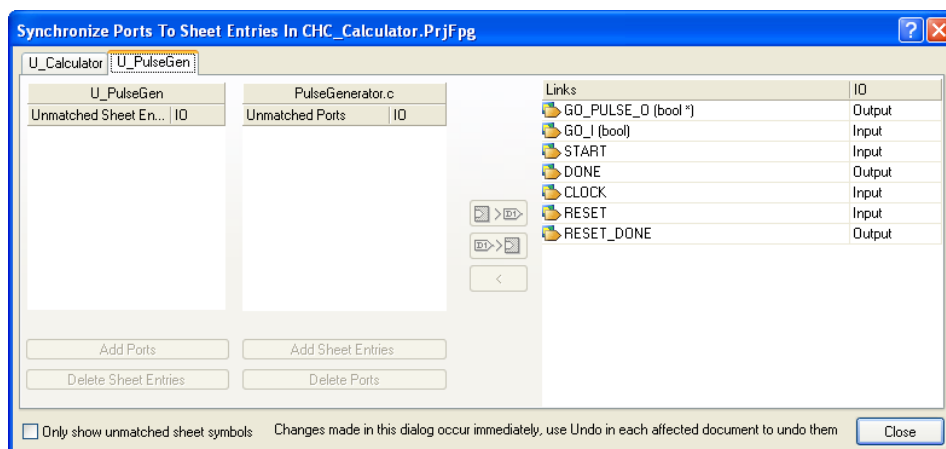 Synchronize Ports To Sheet Entries In CHC_Calculator.PrjFpg
U_Calculator U_PulseGen
U_PulseGen
Unmatched Sheet En... IO
PulseGenerator.c
Unmatched Ports IO
Links IO
GO_PULSE_O (bool *) Output
GO_I (bool) Input
START Input
DONE Output
CLOCK Input
RESET Input
RESET_DONE Output
D1
D1
<
Add Ports Add Sheet Entries
Delete Sheet Entries Delete Ports
Only show unmatched sheet symbols Changes made in this dialog occur immediately, use Undo in each affected document to undo them Close